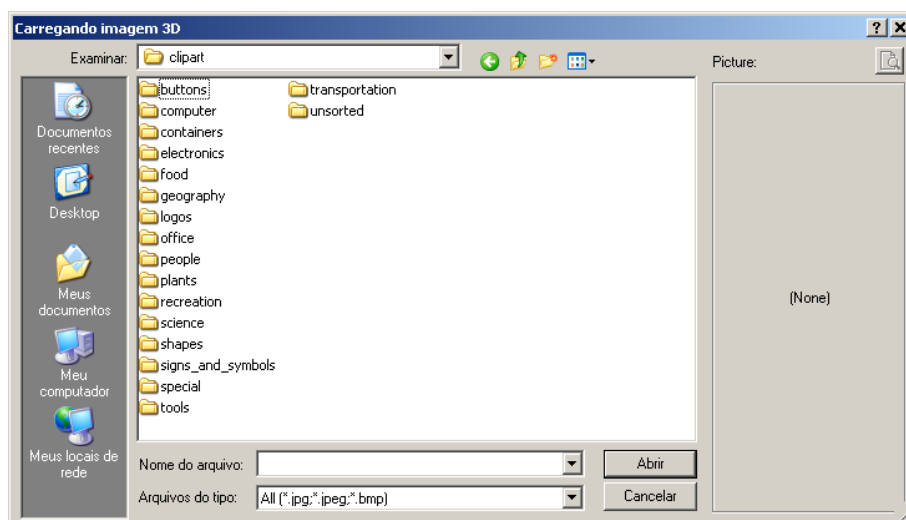 Carregando imagem 3D
Examinar:
clipart
Picture:
Documentos
recentes
Desktop
Meus
documentos
Meu
computador
Meus locais de
rede
buttons
computer
containers
electronics
food
geography
logos
office
people
plants
recreation
science
shapes
signs_and_symbols
special
tools
transportation
unsorted
(None)
Nome do arquivo:
Abrir
Arquivos do tipo:
All (*.jpg;*.jpeg;*.bmp)
Cancelar